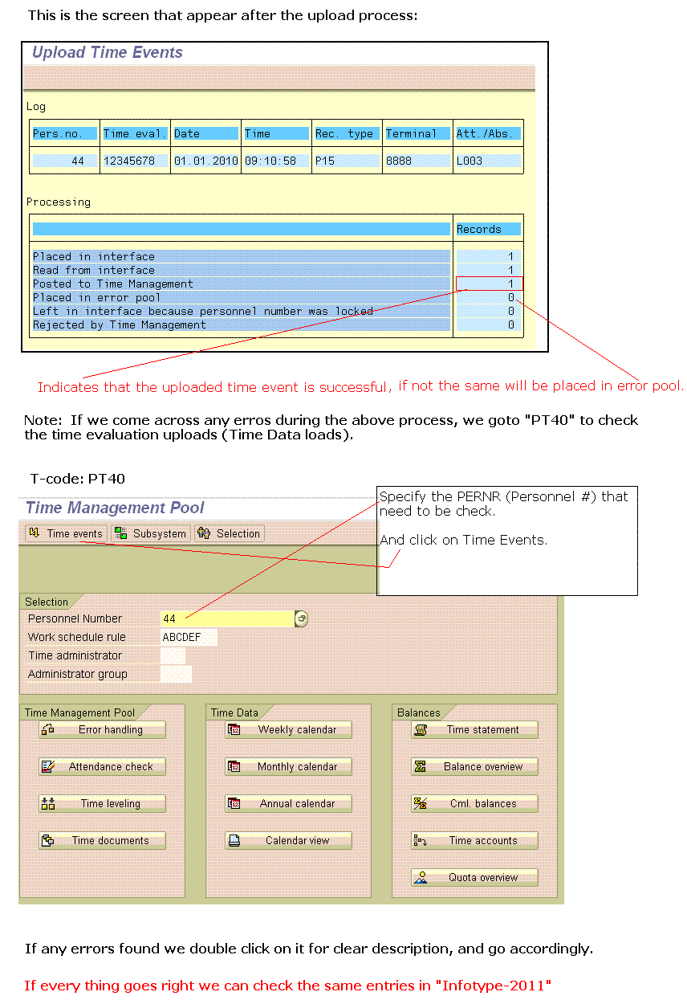 This is the screen that appear after the upload process:
Upload Time Events
Log
Pers.no. Time eval. Date Time Rec. type Terminal Att./Abs.
44 12345678 01.01.2010 09:10:58 P15 8888 L003
Processing
Records
Placed in interface 1
Read from interface 1
Posted to Time Management 1
Placed in error pool 0
Left in interface because personnel number was locked 0
Rejected by Time Management 0
Indicates that the uploaded time event is successful, if not the same will be placed in error pool.
Note: If we come across any erros during the above process, we goto "PT40" to check
the time evaluation uploads (Time Data loads).
T-code: PT40
Specify the PERNR (Personnel #) that
need to be check.
And click on Time Events.
Time Management Pool
Time events Subsystem Selection
Selection
Personnel Number 44
Work schedule rule ABCDEF
Time administrator
Administrator group
Time Management Pool Time Data Balances
Error handling Weekly calendar Time statement
Attendance check Monthly calendar Balance overview
Time leveling Annual calendar Cml. balances
Time documents Calendar view Time accounts
Quota overview
If any errors found we double click on it for clear description, and go accordingly.
If every thing goes right we can check the same entries in "Infotype-2011"